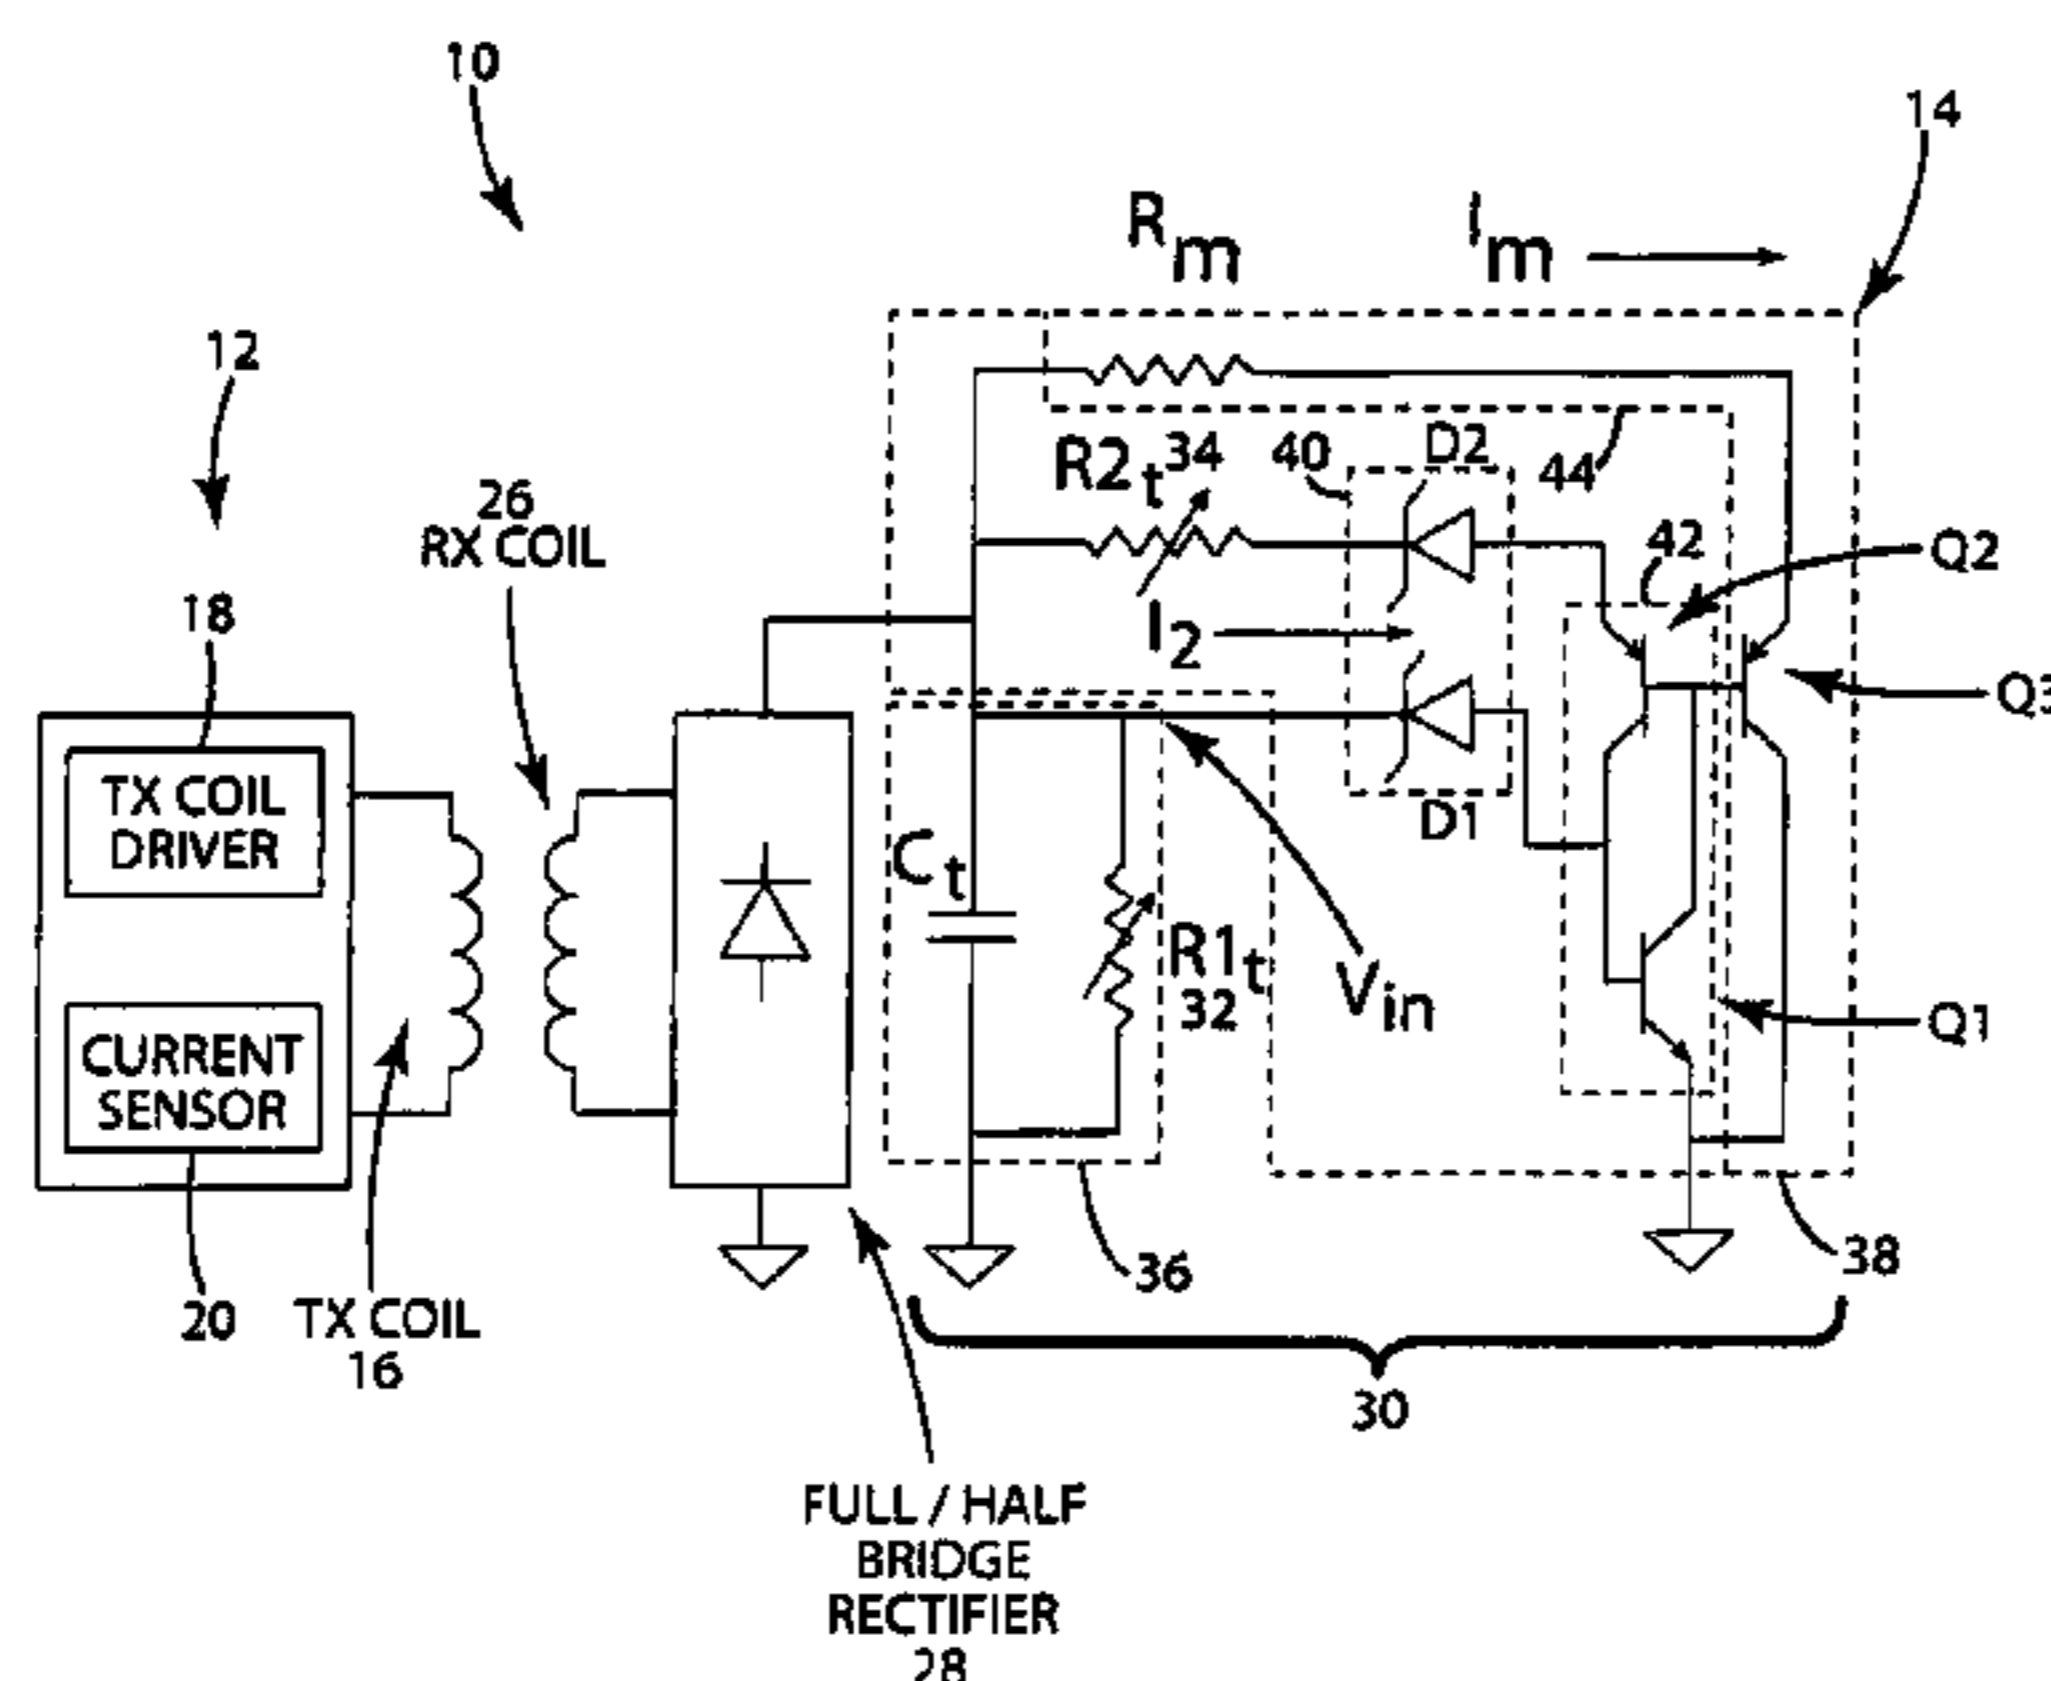 10
14
Rm
Im
12
R2t
34
40
D2
44
26
RX COIL
42
Q2
I2
18
Q3
TX COIL
DRIVER
D1
Ct
R1t
32
Vin
Q1
CURRENT
SENSOR
36
38
20
TX COIL
16
30
FULL / HALF
BRIDGE
RECTIFIER
28